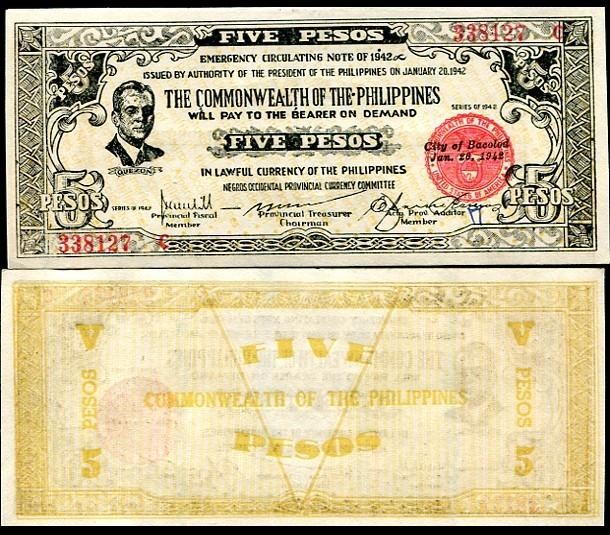 FIVE PESOS
338127 C
EMERGENCY CIRCULATING NOTE OF 1942
ISSUED BY AUTHORITY OF THE PRESIDENT OF THE PHILIPPINES ON JANUARY 20,1942
THE COMMONWEALTH OF THE PHILIPPINES
SERIES OF 1942
WILL PAY TO THE BEARER ON DEMAND
FIVE PESOS
City of Bacolod
Jan. 26, 1942
IN LAWFUL CURRENCY OF THE PHILIPPINES
QUEZON
NEGROS OCCIDENTAL PROVINCIAL CURRENCY COMMITTEE
5 PESOS
5 PESOS
SERIES OF 1942
Provincial Fiscal
Member
Provincial Treasurer
Chairman
Actg Prov. Auditor
Member
338127 C
V
V
FIVE
PESOS
COMMONWEALTH OF THE PHILIPPINES
PESOS
PESOS
5
5